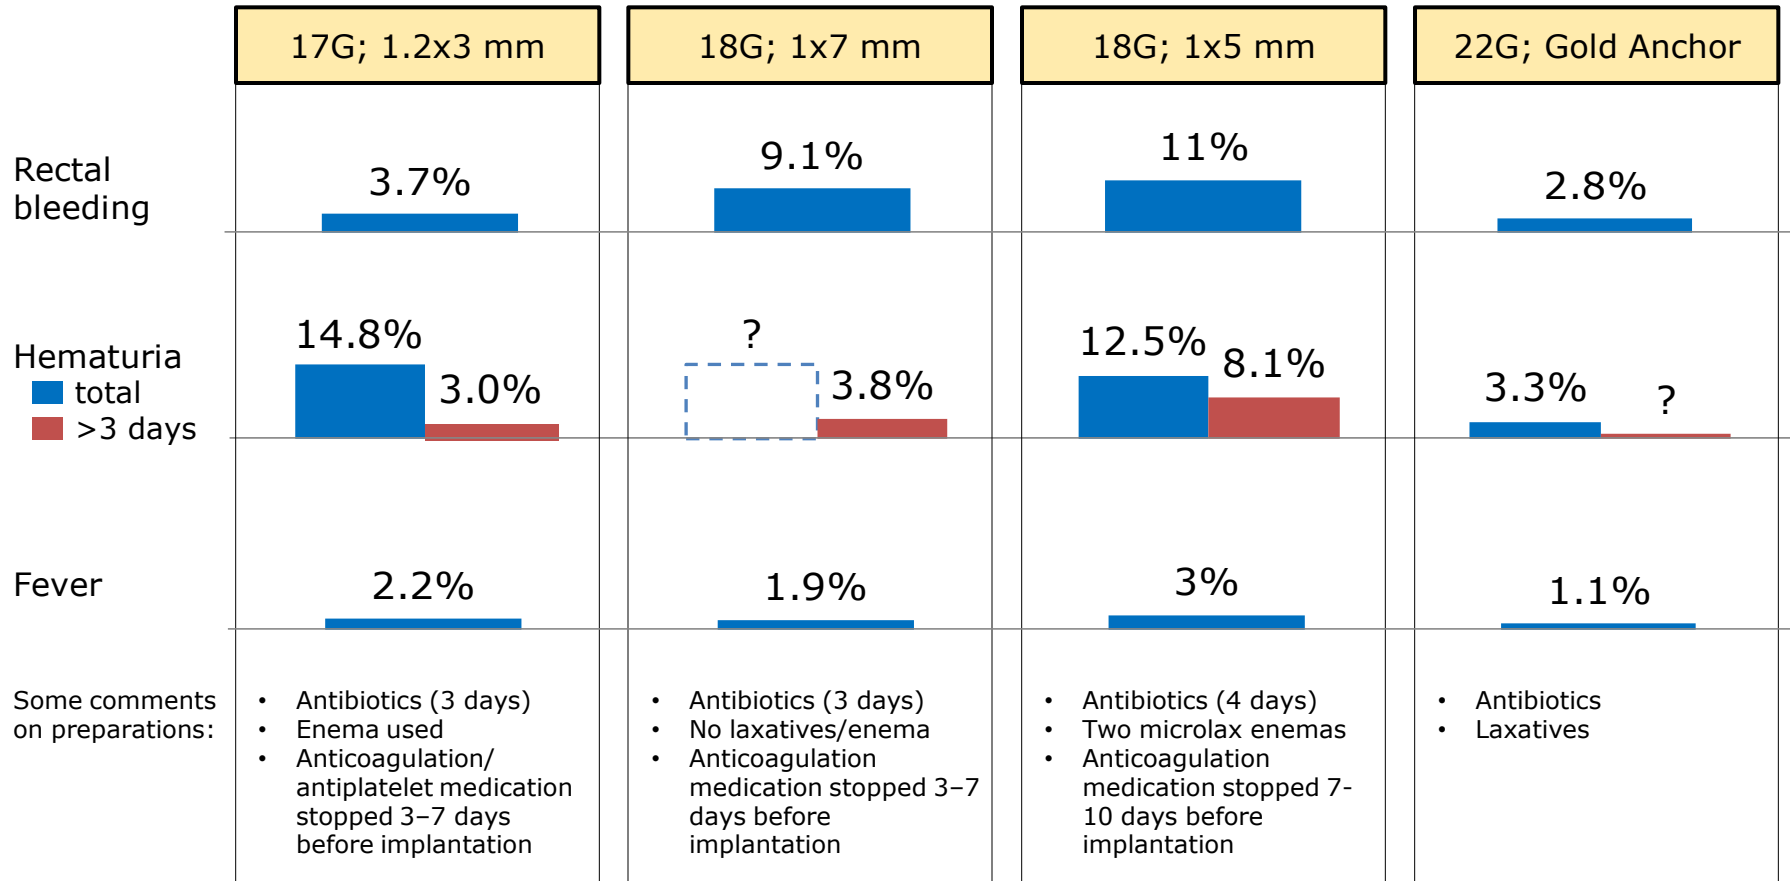 17G; 1.2x3 mm
18G; 1x7 mm
18G; 1x5 mm
22G; Gold Anchor
Rectal
bleeding
3.7%
9.1%
11%
2.8%
Hematuria
total
>3 days
14.8%
3.0%
?
3.8%
12.5%
8.1%
3.3%
?
Fever
2.2%
1.9%
3%
1.1%
Some comments
on preparations:
• Antibiotics (3 days)
• Enema used
• Anticoagulation/
antiplatelet medication
stopped 3–7 days
before implantation
• Antibiotics (3 days)
• No laxatives/enema
• Anticoagulation
medication stopped 3–7
days before
implantation
• Antibiotics (4 days)
• Two microlax enemas
• Anticoagulation
medication stopped 7-
10 days before
implantation
• Antibiotics
• Laxatives